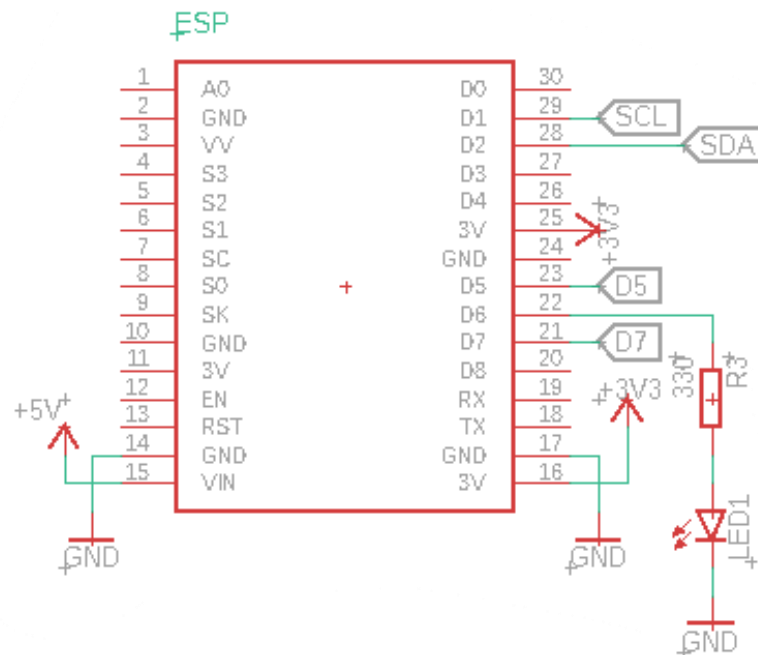 ESP
1 A0 D0 30
2 GND D1 29 SCL
3 VV D2 28 SDA
4 S3 D3 27
5 S2 D4 26
6 S1 3V 25 +3V3
7 SC GND 24
8 S0 D5 23 D5
9 SK D6 22
10 GND D7 21 D7
11 3V D8 20 330 R3
12 EN RX 19 +3V3
+5V 13 RST TX 18
14 GND GND 17
15 VIN 3V 16
LED1
GND GND
GND